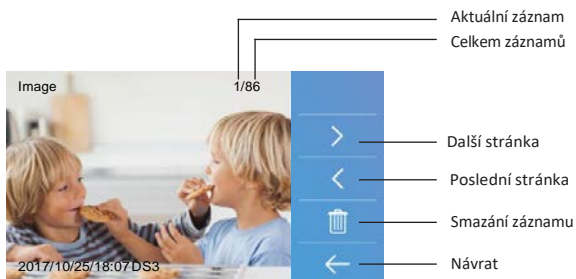 Aktuální záznam
Celkem záznamů
Image 1/86
Další stránka
Poslední stránka
Smazání záznamu
2017/10/25/18:07DS3
Návrat